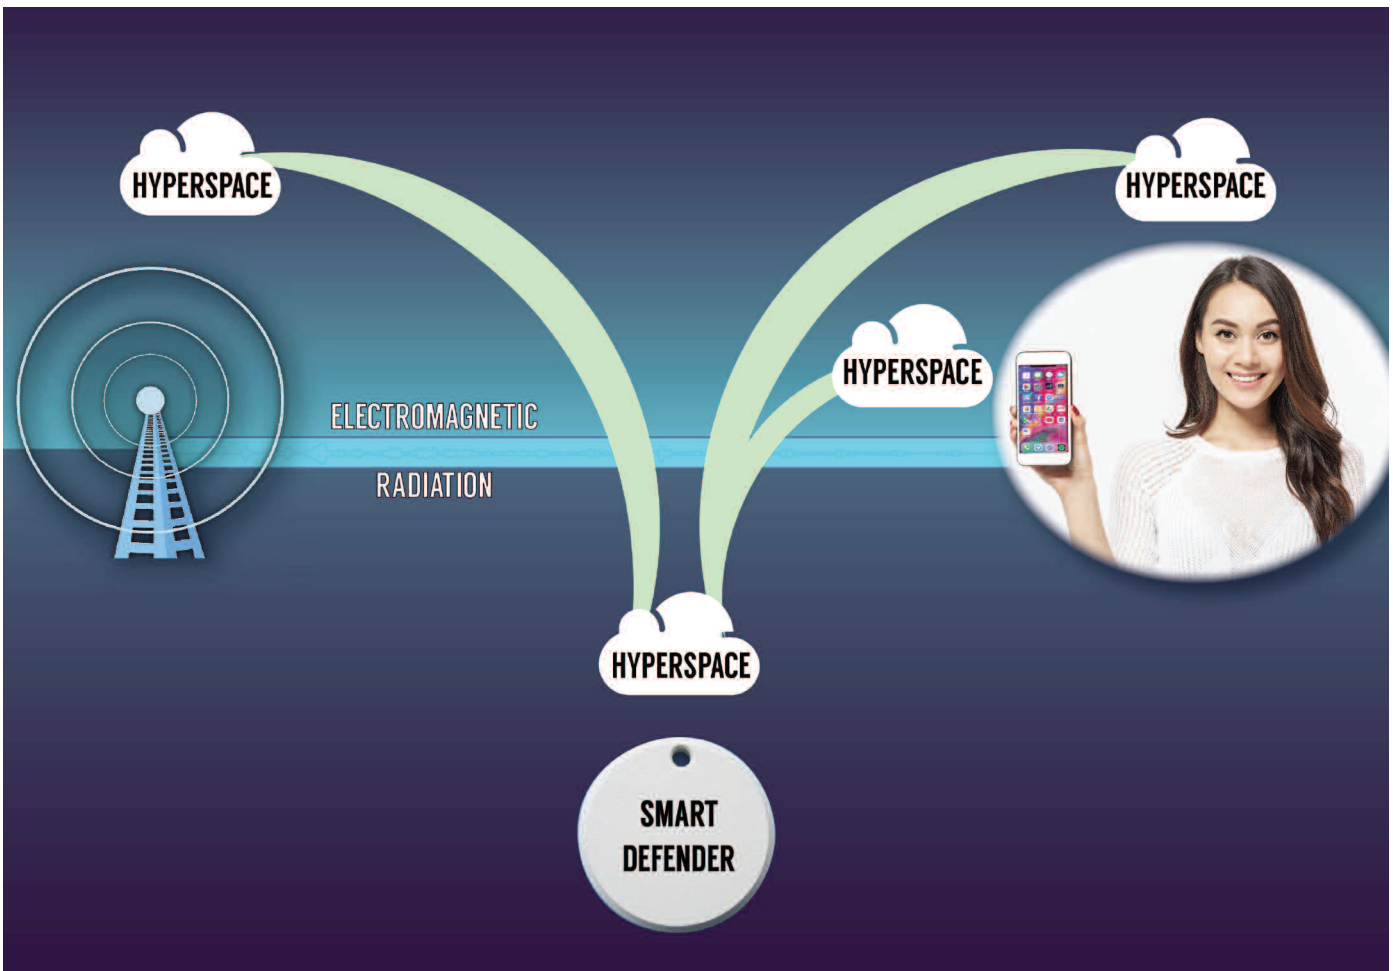 HYPERSPACE
HYPERSPACE
HYPERSPACE
ELECTROMAGNETIC
RADIATION
HYPERSPACE
SMART
DEFENDER